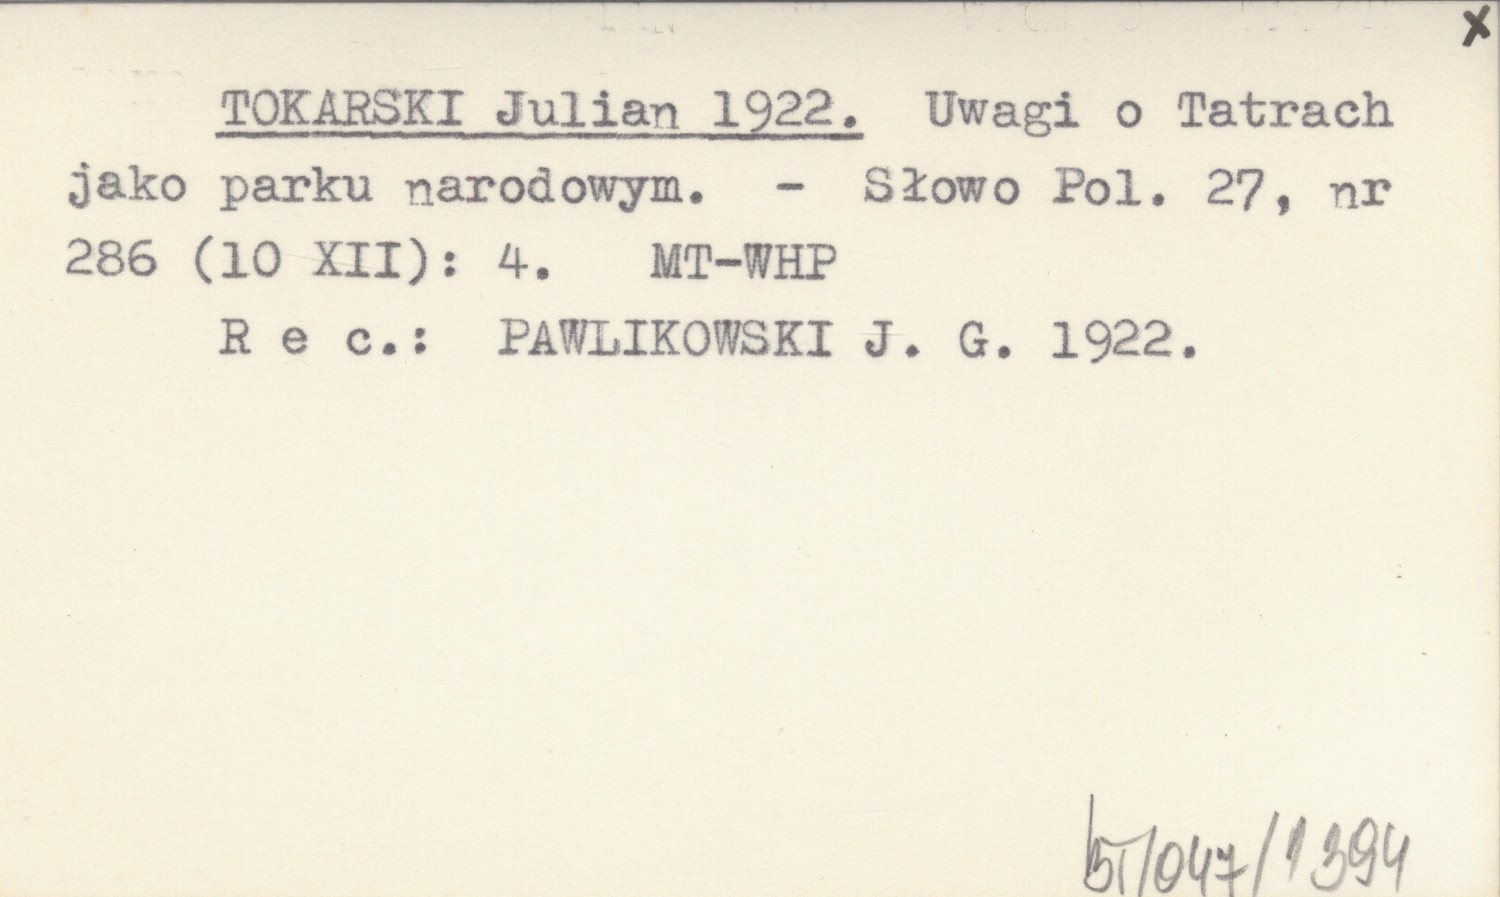 x
TOKARSKI Julian 1922. Uwagi o Tatrach
jako parku narodowym. - Słowo Pol. 27, nr
286 (10 XII): 4. MT-WHP
R e c.: PAWLIKOWSKI J. G. 1922.
/047/1394